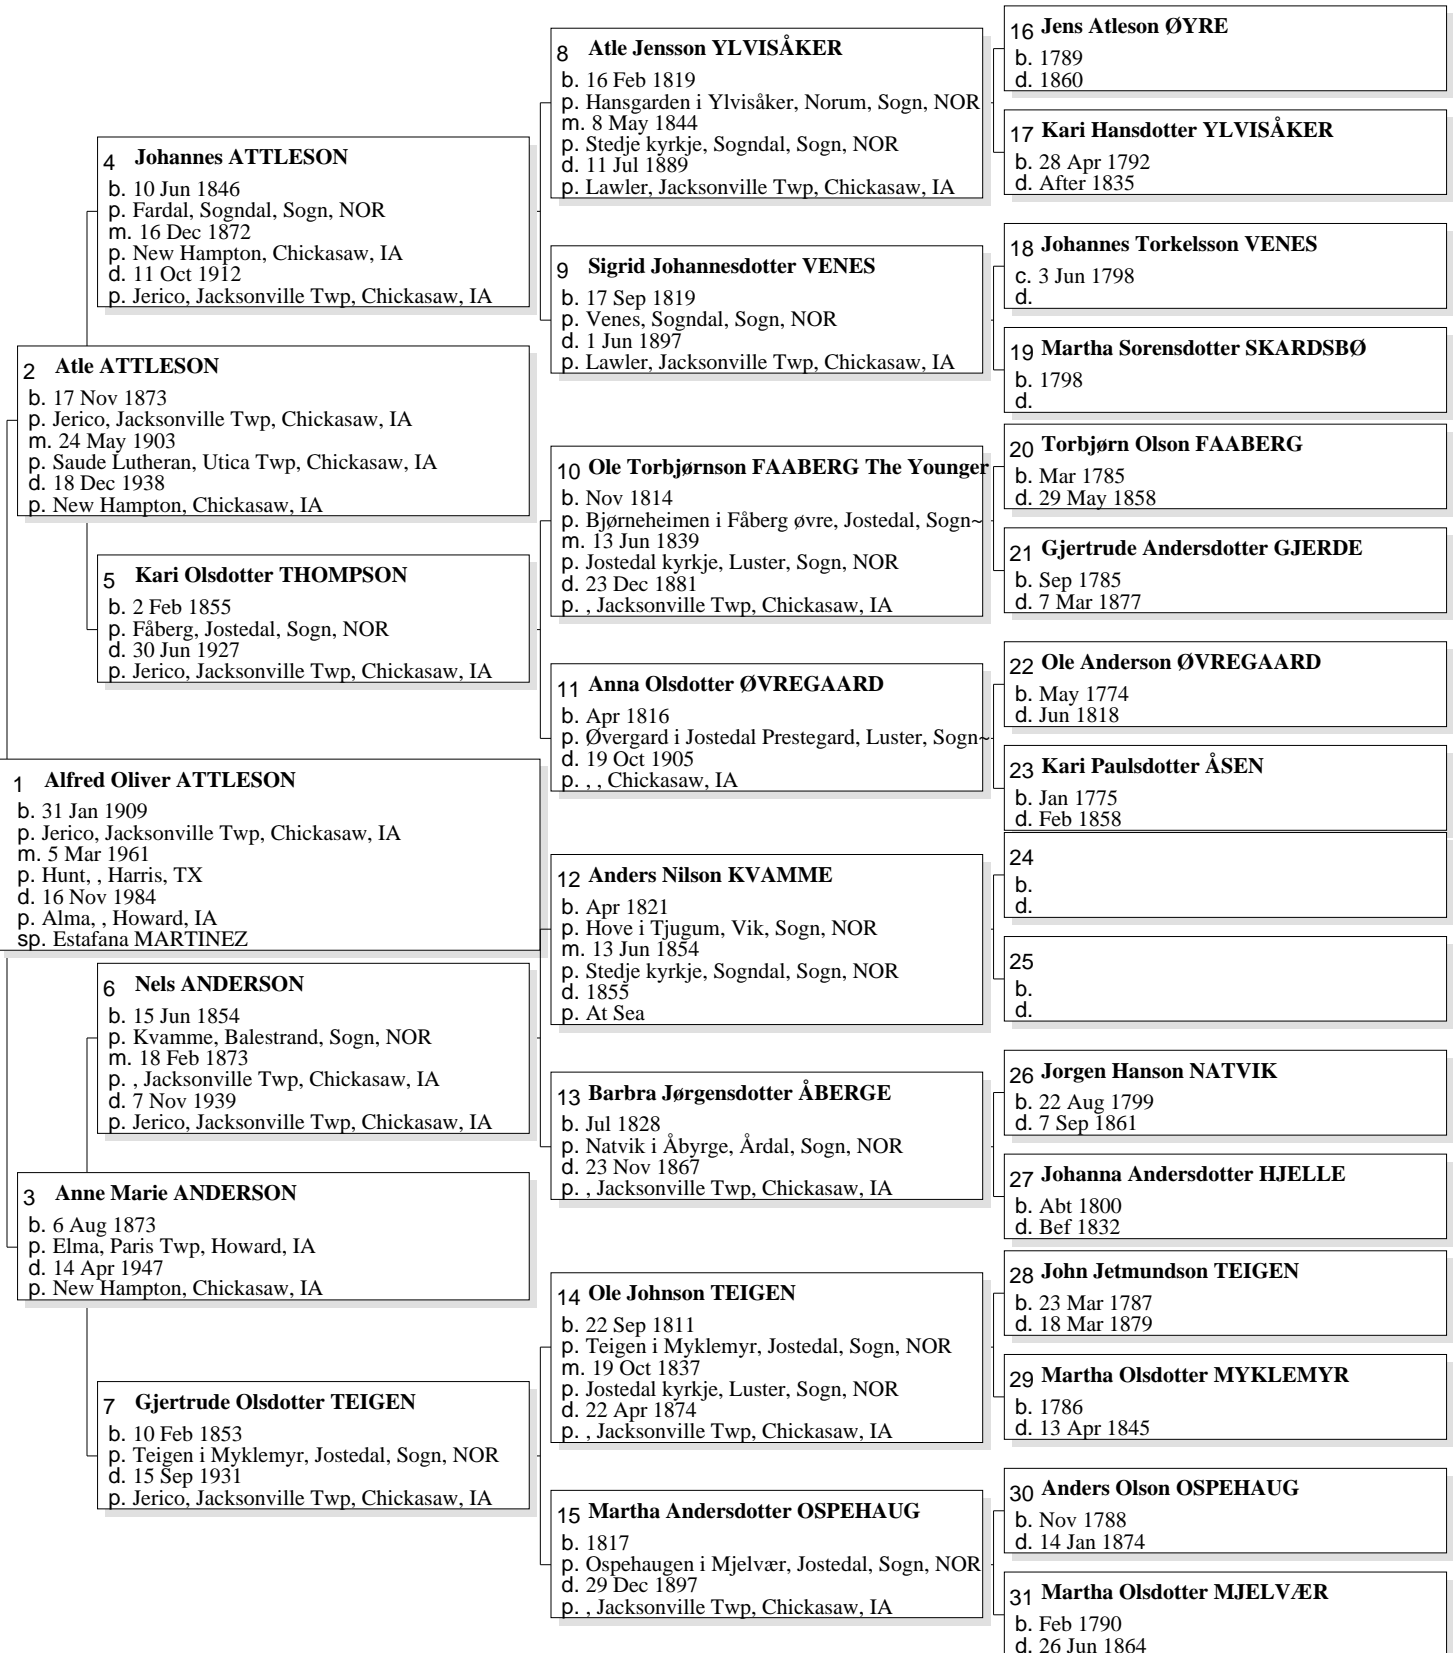 1 Alfred Oliver ATTLESON
b. 31 Jan 1909
p. Jerico, Jacksonville Twp, Chickasaw, IA
m. 5 Mar 1961
p. Hunt, , Harris, TX
d. 16 Nov 1984
p. Alma, , Howard, IA
sp. Estafana MARTINEZ
2 Atle ATTLESON
b. 17 Nov 1873
p. Jerico, Jacksonville Twp, Chickasaw, IA
m. 24 May 1903
p. Saude Lutheran, Utica Twp, Chickasaw, IA
d. 18 Dec 1938
p. New Hampton, Chickasaw, IA
3 Anne Marie ANDERSON
b. 6 Aug 1873
p. Elma, Paris Twp, Howard, IA
d. 14 Apr 1947
p. New Hampton, Chickasaw, IA
4 Johannes ATTLESON
b. 10 Jun 1846
p. Fardal, Sogndal, Sogn, NOR
m. 16 Dec 1872
p. New Hampton, Chickasaw, IA
d. 11 Oct 1912
p. Jerico, Jacksonville Twp, Chickasaw, IA
5 Kari Olsdotter THOMPSON
b. 2 Feb 1855
p. Fåberg, Jostedal, Sogn, NOR
d. 30 Jun 1927
p. Jerico, Jacksonville Twp, Chickasaw, IA
6 Nels ANDERSON
b. 15 Jun 1854
p. Kvamme, Balestrand, Sogn, NOR
m. 18 Feb 1873
p. , Jacksonville Twp, Chickasaw, IA
d. 7 Nov 1939
p. Jerico, Jacksonville Twp, Chickasaw, IA
7 Gjertrude Olsdotter TEIGEN
b. 10 Feb 1853
p. Teigen i Myklemyr, Jostedal, Sogn, NOR
d. 15 Sep 1931
p. Jerico, Jacksonville Twp, Chickasaw, IA
8 Atle Jensson YLVISÅKER
b. 16 Feb 1819
p. Hansgarden i Ylvisåker, Norum, Sogn, NOR
m. 8 May 1844
p. Stedje kyrkje, Sogndal, Sogn, NOR
d. 11 Jul 1889
p. Lawler, Jacksonville Twp, Chickasaw, IA
9 Sigrid Johannesdotter VENES
b. 17 Sep 1819
p. Venes, Sogndal, Sogn, NOR
d. 1 Jun 1897
p. Lawler, Jacksonville Twp, Chickasaw, IA
10 Ole Torbjørnson FAABERG The Younger
b. Nov 1814
p. Bjørneheimen i Fåberg øvre, Jostedal, Sogn~
m. 13 Jun 1839
p. Jostedal kyrkje, Luster, Sogn, NOR
d. 23 Dec 1881
p. , Jacksonville Twp, Chickasaw, IA
11 Anna Olsdotter ØVREGAARD
b. Apr 1816
p. Øvergard i Jostedal Prestegard, Luster, Sogn~
d. 19 Oct 1905
p. , , Chickasaw, IA
12 Anders Nilson KVAMME
b. Apr 1821
p. Hove i Tjugum, Vik, Sogn, NOR
m. 13 Jun 1854
p. Stedje kyrkje, Sogndal, Sogn, NOR
d. 1855
p. At Sea
13 Barbra Jørgensdotter ÅBERGE
b. Jul 1828
p. Natvik i Åbyrge, Årdal, Sogn, NOR
d. 23 Nov 1867
p. , Jacksonville Twp, Chickasaw, IA
14 Ole Johnson TEIGEN
b. 22 Sep 1811
p. Teigen i Myklemyr, Jostedal, Sogn, NOR
m. 19 Oct 1837
p. Jostedal kyrkje, Luster, Sogn, NOR
d. 22 Apr 1874
p. , Jacksonville Twp, Chickasaw, IA
15 Martha Andersdotter OSPEHAUG
b. 1817
p. Ospehaugen i Mjelvær, Jostedal, Sogn, NOR
d. 29 Dec 1897
p. , Jacksonville Twp, Chickasaw, IA
16 Jens Atleson ØYRE
b. 1789
d. 1860
17 Kari Hansdotter YLVISÅKER
b. 28 Apr 1792
d. After 1835
18 Johannes Torkelsson VENES
c. 3 Jun 1798
d.
19 Martha Sorensdotter SKARDSBØ
b. 1798
d.
20 Torbjørn Olson FAABERG
b. Mar 1785
d. 29 May 1858
21 Gjertrude Andersdotter GJERDE
b. Sep 1785
d. 7 Mar 1877
22 Ole Anderson ØVREGAARD
b. May 1774
d. Jun 1818
23 Kari Paulsdotter ÅSEN
b. Jan 1775
d. Feb 1858
24
b.
d.
25
b.
d.
26 Jorgen Hanson NATVIK
b. 22 Aug 1799
d. 7 Sep 1861
27 Johanna Andersdotter HJELLE
b. Abt 1800
d. Bef 1832
28 John Jetmundson TEIGEN
b. 23 Mar 1787
d. 18 Mar 1879
29 Martha Olsdotter MYKLEMYR
b. 1786
d. 13 Apr 1845
30 Anders Olson OSPEHAUG
b. Nov 1788
d. 14 Jan 1874
31 Martha Olsdotter MJELVÆR
b. Feb 1790
d. 26 Jun 1864